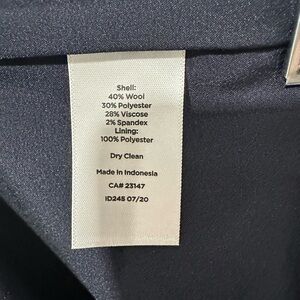 Shell:
40% Wool
30% Polyester
28% Viscose
2% Spandex
Lining:
100% Polyester
Dry Clean
Made in Indonesia
CA# 23147
ID245 07/20